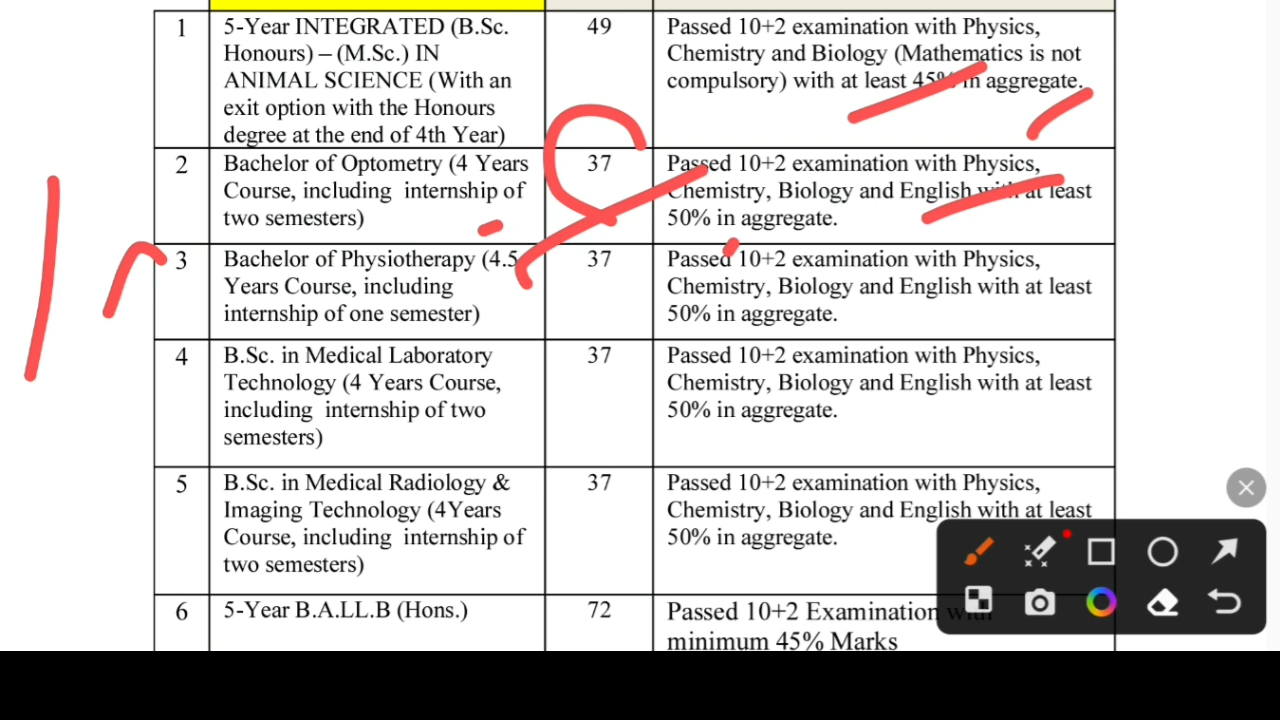 1
5-Year INTEGRATED (B.Sc.
Honours) – (M.Sc.) IN
ANIMAL SCIENCE (With an
exit option with the Honours
degree at the end of 4th Year)
49
Passed 10+2 examination with Physics,
Chemistry and Biology (Mathematics is not
compulsory) with at least 45% in aggregate.
2
Bachelor of Optometry (4 Years
Course, including internship of
two semesters)
37
Passed 10+2 examination with Physics,
Chemistry, Biology and English with at least
50% in aggregate.
3
Bachelor of Physiotherapy (4.5
Years Course, including
internship of one semester)
37
Passed 10+2 examination with Physics,
Chemistry, Biology and English with at least
50% in aggregate.
4
B.Sc. in Medical Laboratory
Technology (4 Years Course,
including internship of two
semesters)
37
Passed 10+2 examination with Physics,
Chemistry, Biology and English with at least
50% in aggregate.
5
B.Sc. in Medical Radiology &
Imaging Technology (4Years
Course, including internship of
two semesters)
37
Passed 10+2 examination with Physics,
Chemistry, Biology and English with at least
50% in aggregate.
6
5-Year B.A.LL.B (Hons.)
72
Passed 10+2 Examination with
minimum 45% Marks